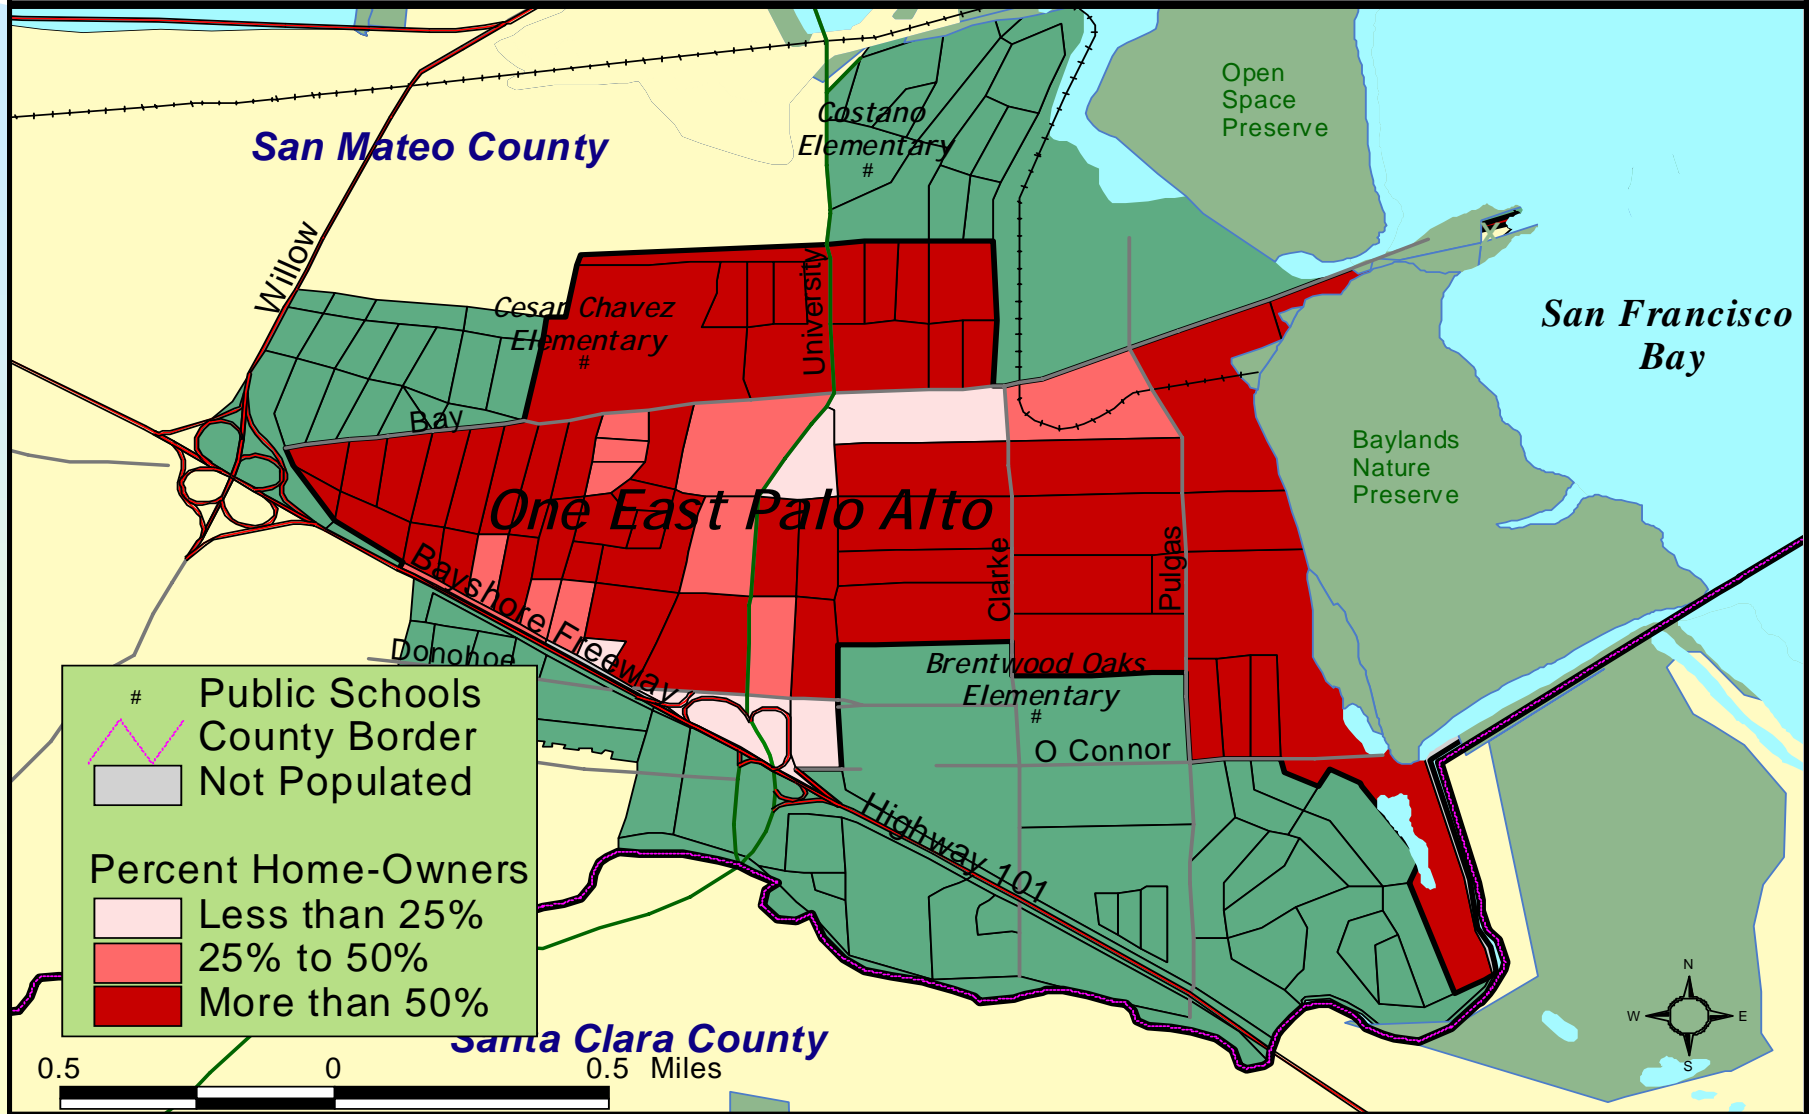 Open
Space
Preserve
Costano
Elementary
#
San Mateo County
Willow
University
Cesar Chavez
Elementary
#
San Francisco
Bay
Bay
Baylands
Nature
Preserve
One East Palo Alto
Clarke
Pulgas
Bayshore Freeway
Donohoe
Brentwood Oaks
Elementary
#
O Connor
Highway 101
# Public Schools
County Border
Not Populated
Percent Home-Owners
Less than 25%
25% to 50%
More than 50%
Santa Clara County
0.5 0 0.5 Miles
N
W E
S